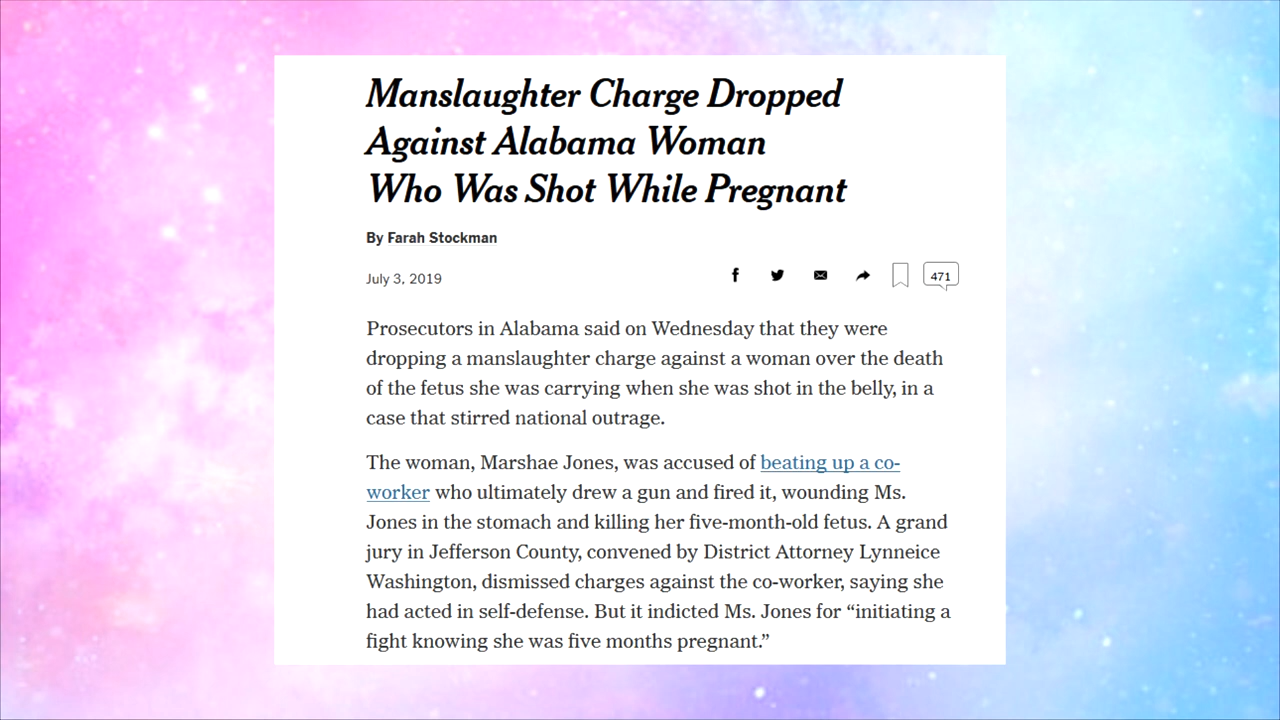 Manslaughter Charge Dropped
Against Alabama Woman
Who Was Shot While Pregnant
By Farah Stockman
July 3, 2019
471
Prosecutors in Alabama said on Wednesday that they were
dropping a manslaughter charge against a woman over the death
of the fetus she was carrying when she was shot in the belly, in a
case that stirred national outrage.
The woman, Marshae Jones, was accused of beating up a co-
worker who ultimately drew a gun and fired it, wounding Ms.
Jones in the stomach and killing her five-month-old fetus. A grand
jury in Jefferson County, convened by District Attorney Lynneice
Washington, dismissed charges against the co-worker, saying she
had acted in self-defense. But it indicted Ms. Jones for “initiating a
fight knowing she was five months pregnant.”